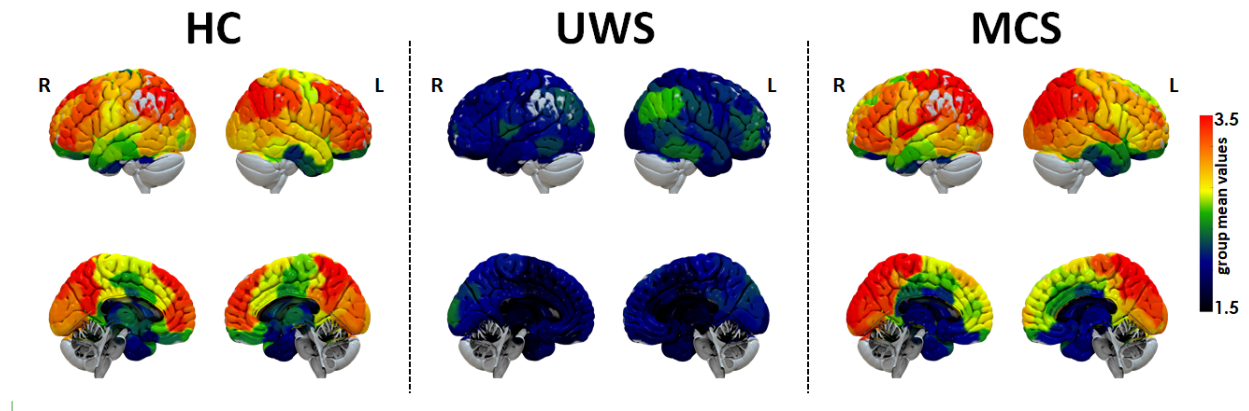 HC
UWS
MCS
R
L
R
L
R
L
3.5
group mean values
1.5